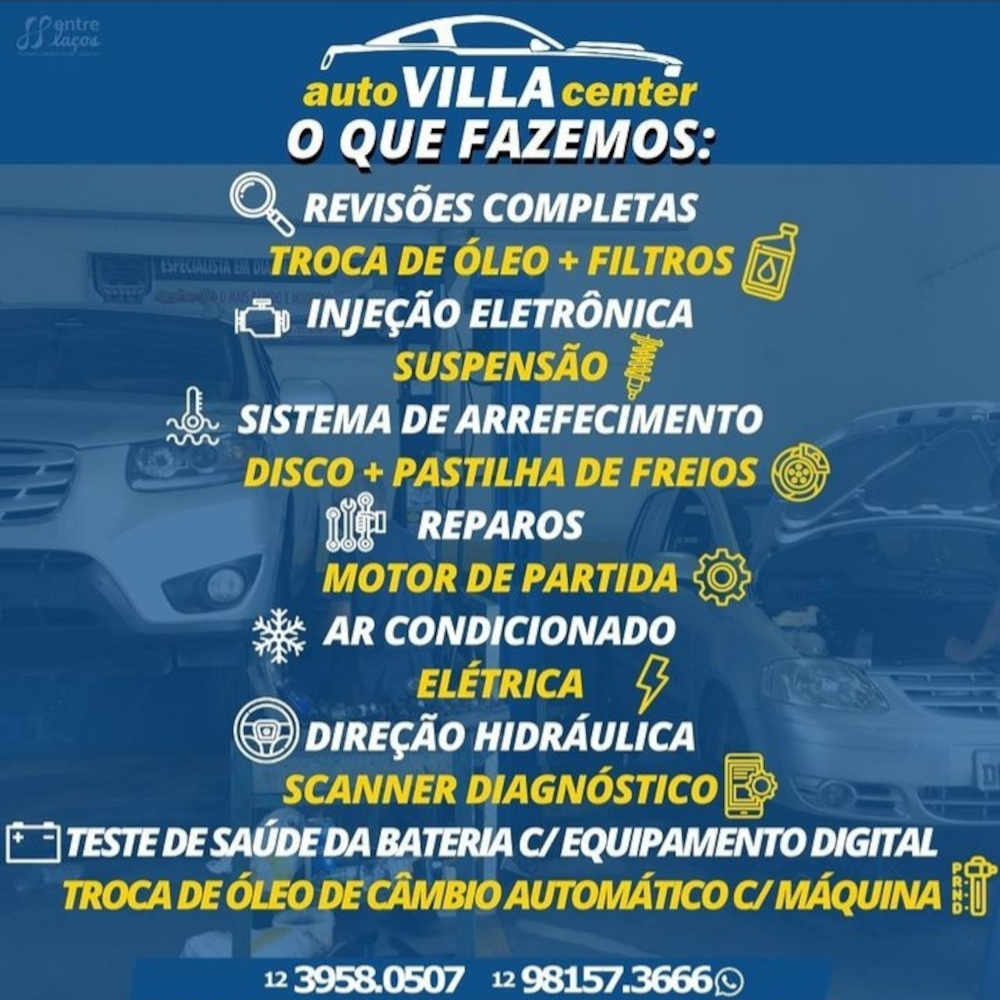 entre
laços
auto VILLA center
O QUE FAZEMOS:
REVISÕES COMPLETAS
TROCA DE ÓLEO + FILTROS
ESPECIALISTA EM
INJEÇÃO ELETRÔNICA
SUSPENSÃO
SISTEMA DE ARREFECIMENTO
DISCO + PASTILHA DE FREIOS
REPAROS
MOTOR DE PARTIDA
AR CONDICIONADO
ELÉTRICA
DIREÇÃO HIDRÁULICA
SCANNER DIAGNÓSTICO
TESTE DE SAÚDE DA BATERIA C/ EQUIPAMENTO DIGITAL
TROCA DE ÓLEO DE CÂMBIO AUTOMÁTICO C/ MÁQUINA
PRND
12 3958.0507 12 98157.3666